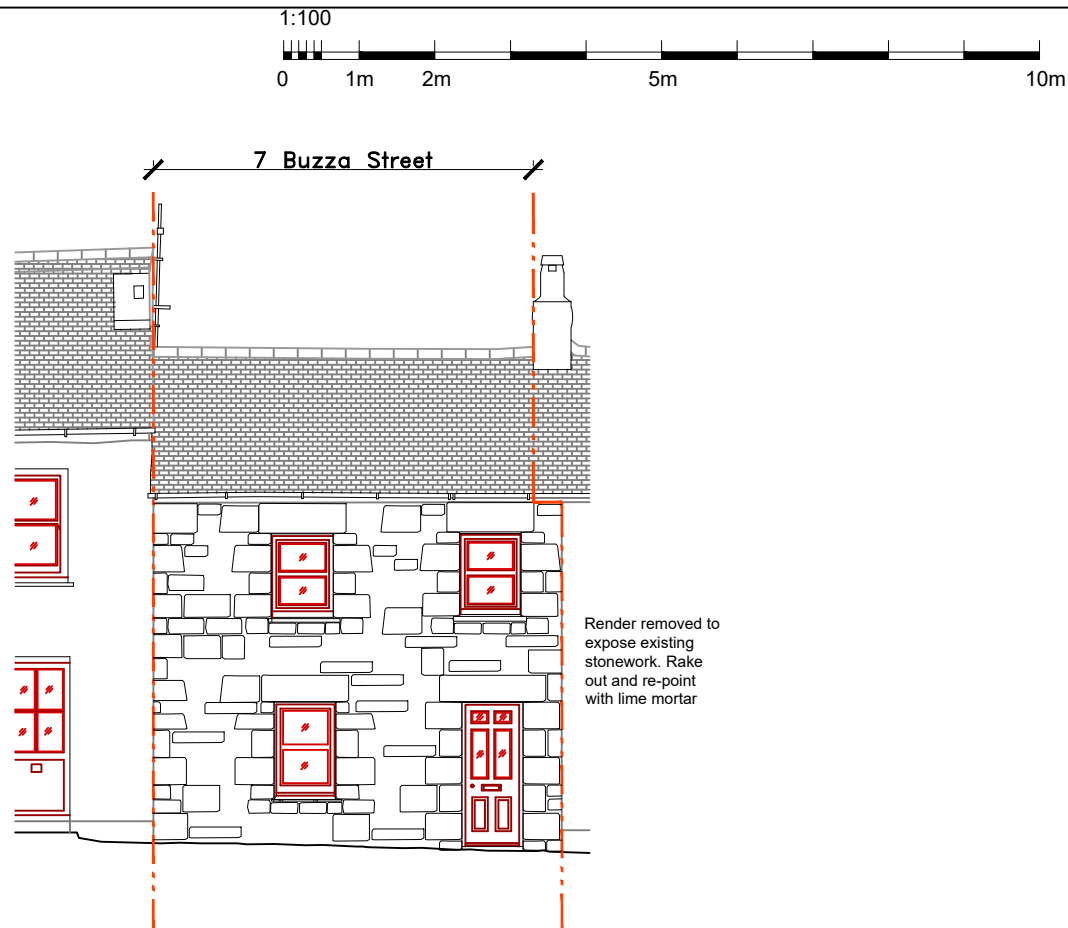 1:100
0 1m 2m 5m 10m
7 Buzza Street
Render removed to
expose existing
stonework. Rake
out and re-point
with lime mortar